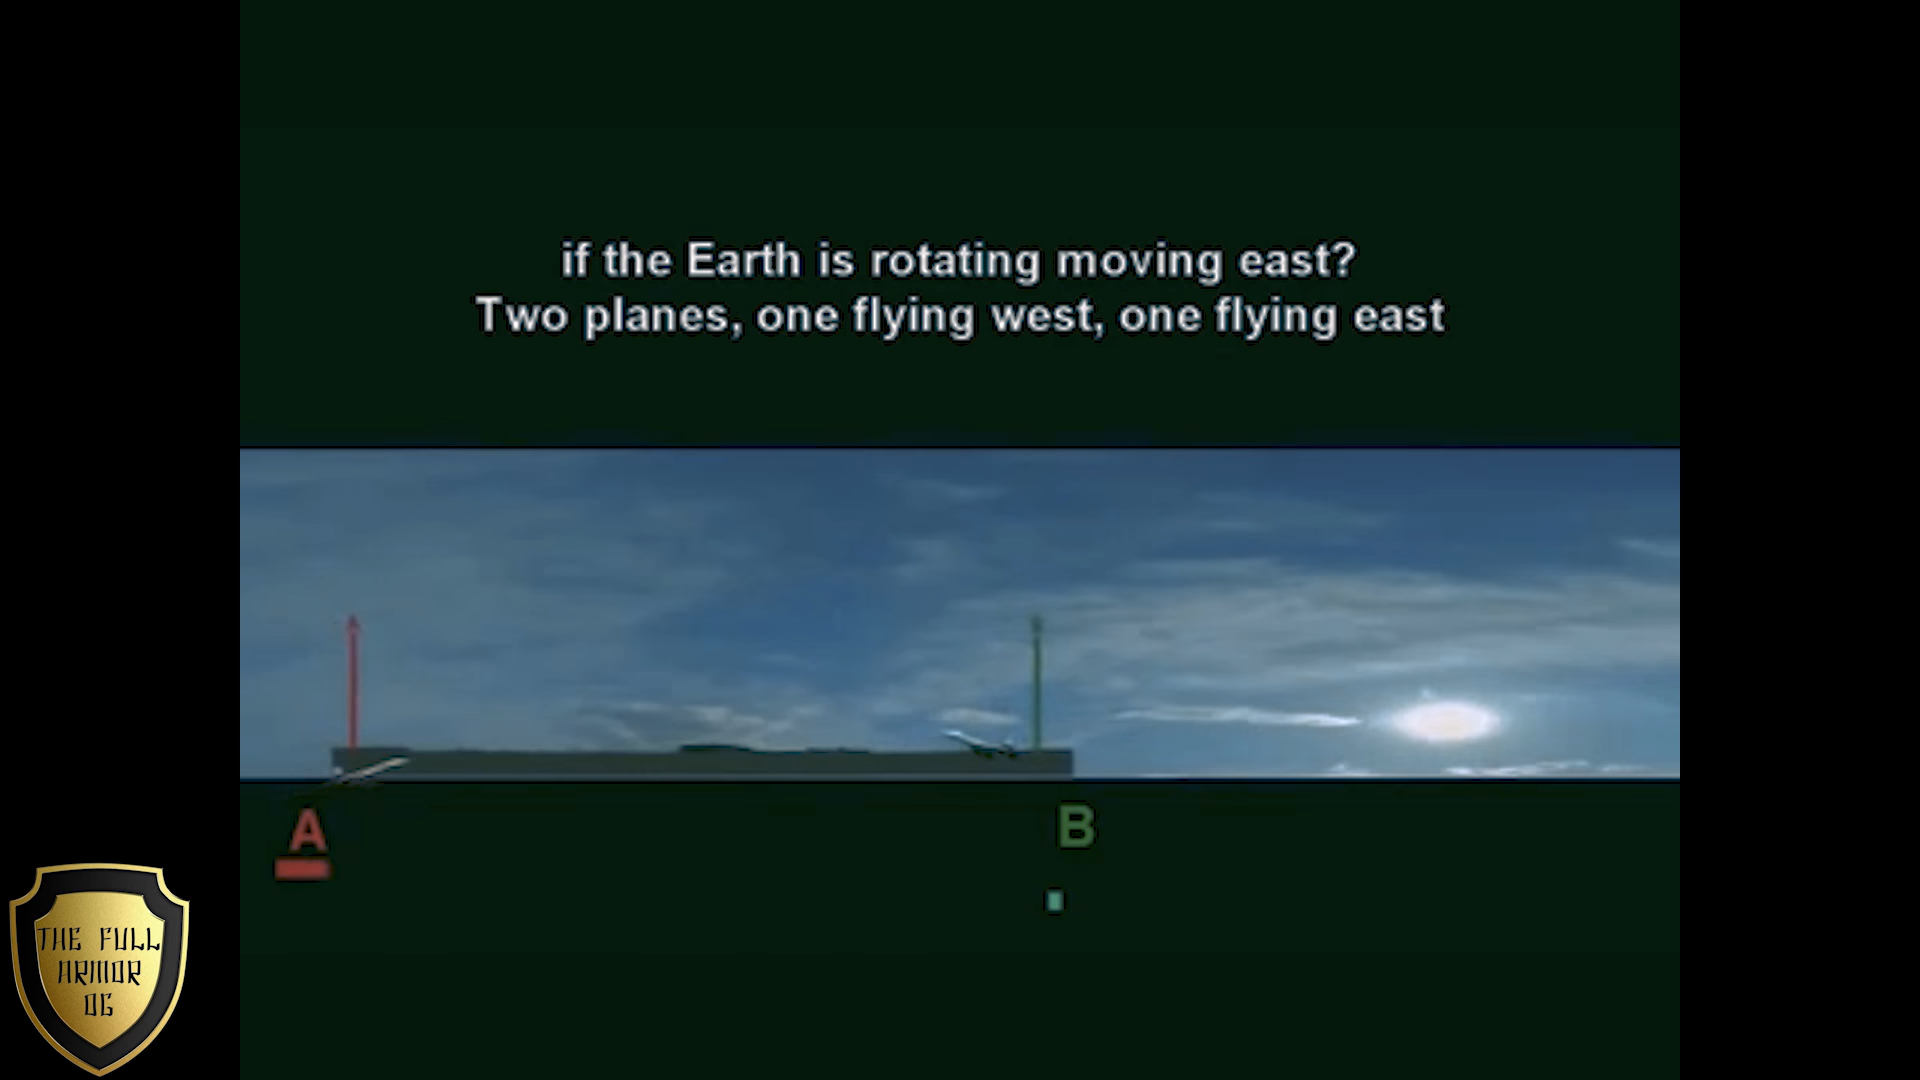 if the Earth is rotating moving east?
Two planes, one flying west, one flying east
A
B
THE FULL
ARMOR
OG